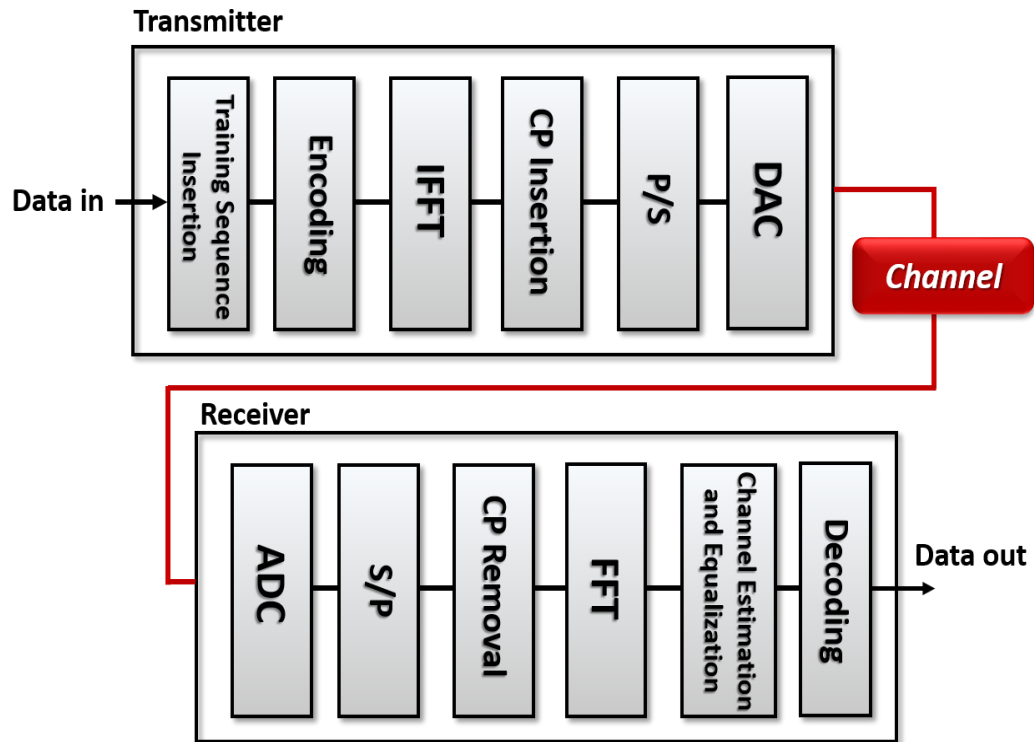 Transmitter
Data in
Training Sequence
Insertion
Encoding
IFFT
CP Insertion
P/S
DAC
Channel
Receiver
ADC
S/P
CP Removal
FFT
Channel Estimation
and Equalization
Decoding
Data out